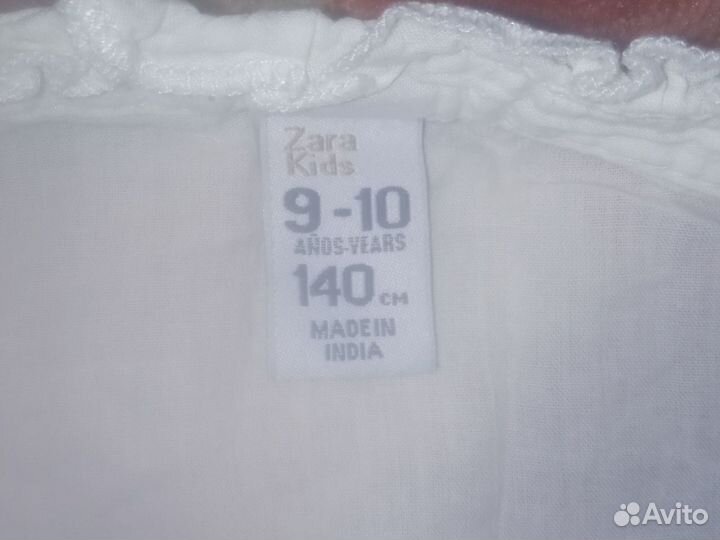 Zara
Kids
9-10
AÑOS-YEARS
140 CM
MADE IN
INDIA
Avito